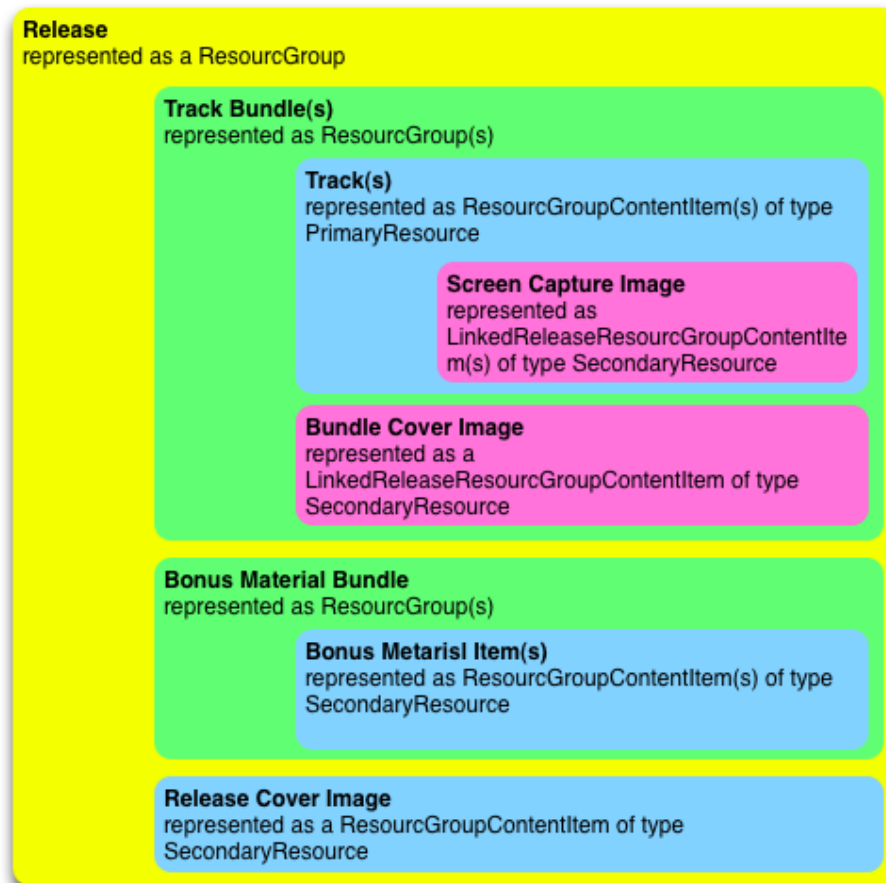 Release
represented as a ResourcGroup
Track Bundle(s)
represented as ResourcGroup(s)
Track(s)
represented as ResourcGroupContentItem(s) of type
PrimaryResource
Screen Capture Image
represented as
LinkedReleaseResourcGroupContentIte
m(s) of type SecondaryResource
Bundle Cover Image
represented as a
LinkedReleaseResourcGroupContentItem of type
SecondaryResource
Bonus Material Bundle
represented as ResourcGroup(s)
Bonus Metarisl Item(s)
represented as ResourcGroupContentItem(s) of type
SecondaryResource
Release Cover Image
represented as a ResourcGroupContentItem of type
SecondaryResource